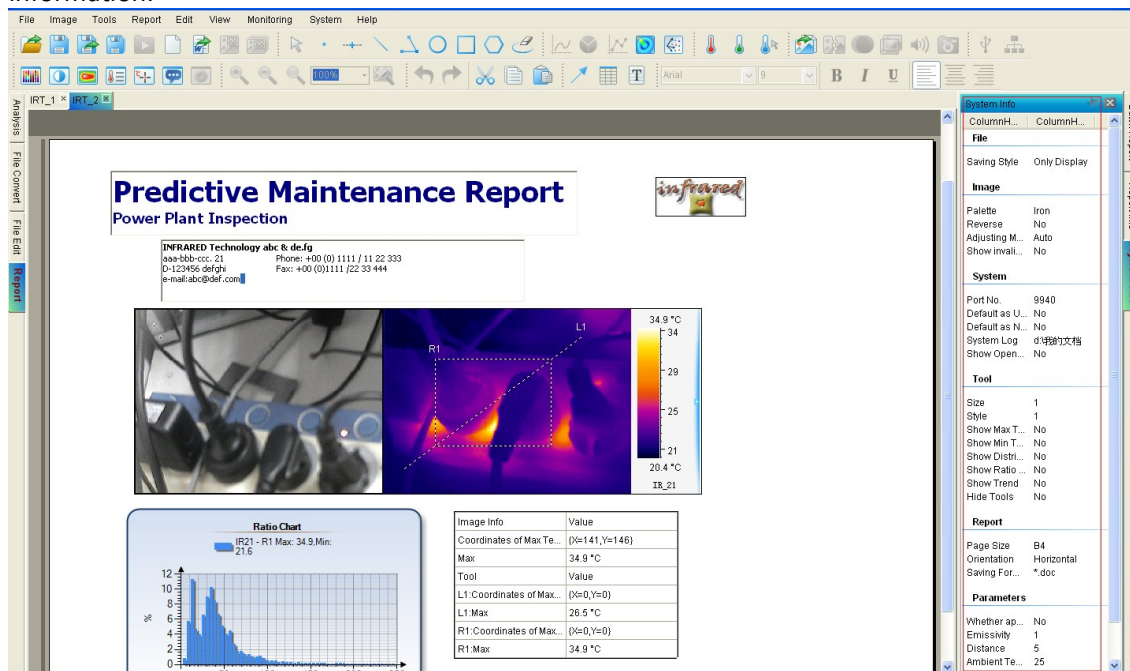 information.
File Image Tools Report Edit View Monitoring System Help
100%
T Arial 9 B I U
IRT_1 × IRT_2
Analysis
File Convert
File Edit
Report
System Info
ColumnH... ColumnH...
File
Saving Style Only Display
Image
Palette Iron
Reverse No
Adjusting M... Auto
Show invali... No
System
Port No. 9940
Default as U... No
Default as N... No
System Log d:\我的文档
Show Open... No
Tool
Size 1
Style 1
Show Max T... No
Show Min T... No
Show Distri... No
Show Ratio ... No
Show Trend No
Hide Tools No
Report
Page Size B4
Orientation Horizontal
Saving For... *.doc
Parameters
Whether ap... No
Emissivity 1
Distance 5
Ambient Te... 25
Predictive Maintenance Report
Power Plant Inspection
infrared
INFRARED Technology abc & de.fg
aaa-bbb-ccc. 21 Phone: +00 (0) 1111 / 11 22 333
D-123456 defghi Fax: +00 (0)1111 /22 33 444
e-mail:abc@def.com
R1
L1
34.9 °C
34
29
25
21
20.4 °C
IR_21
Ratio Chart
IR21 - R1 Max: 34.9,Min:
21.6
%
12
10
8
6
4
2
0
Image Info Value
Coordinates of Max Te... {X=141,Y=146}
Max 34.9 °C
Tool Value
L1:Coordinates of Max... {X=0,Y=0}
L1:Max 26.5 °C
R1:Coordinates of Max... {X=0,Y=0}
R1:Max 34.9 °C